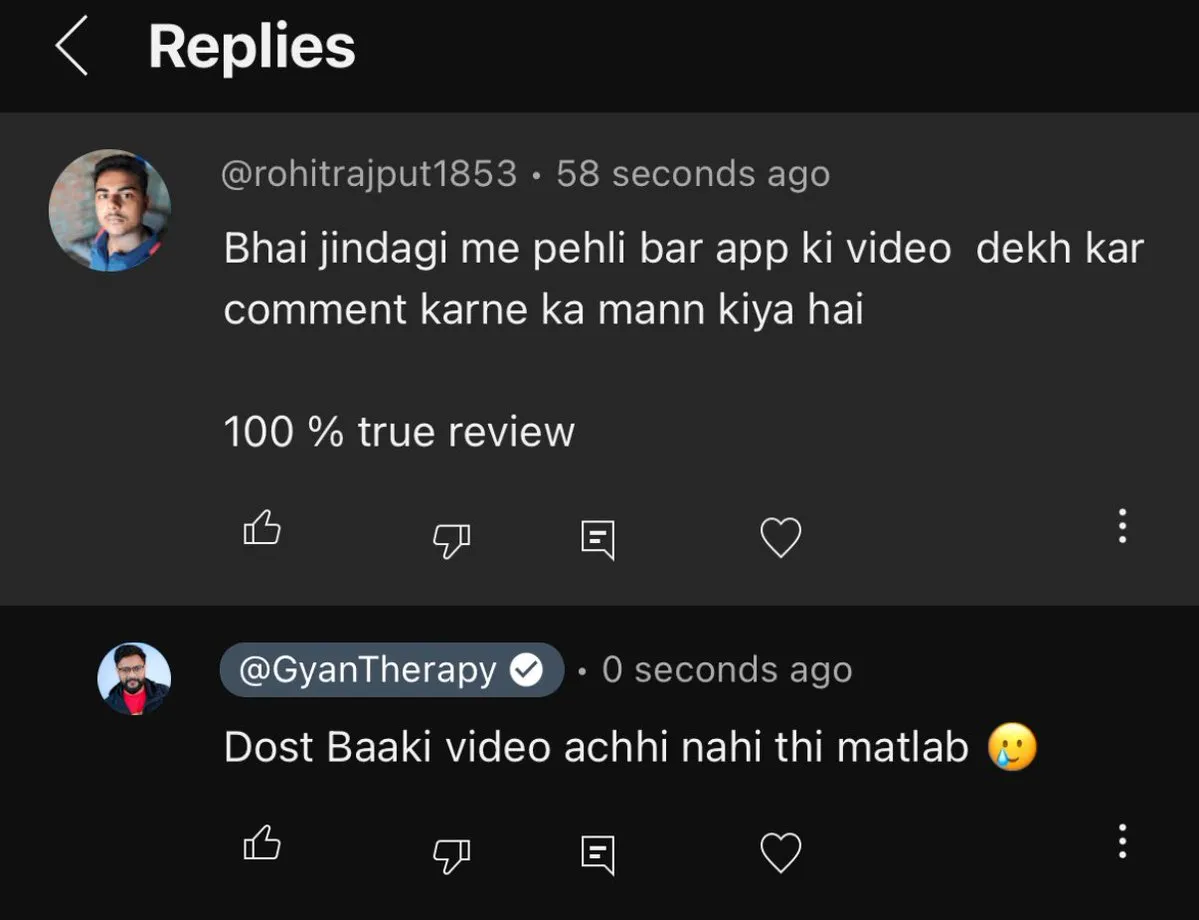 Replies
@rohitrajput1853 • 58 seconds ago
Bhai jindagi me pehli bar app ki video dekh kar
comment karne ka mann kiya hai
100 % true review
@GyanTherapy • 0 seconds ago
Dost Baaki video achhi nahi thi matlab 🥲